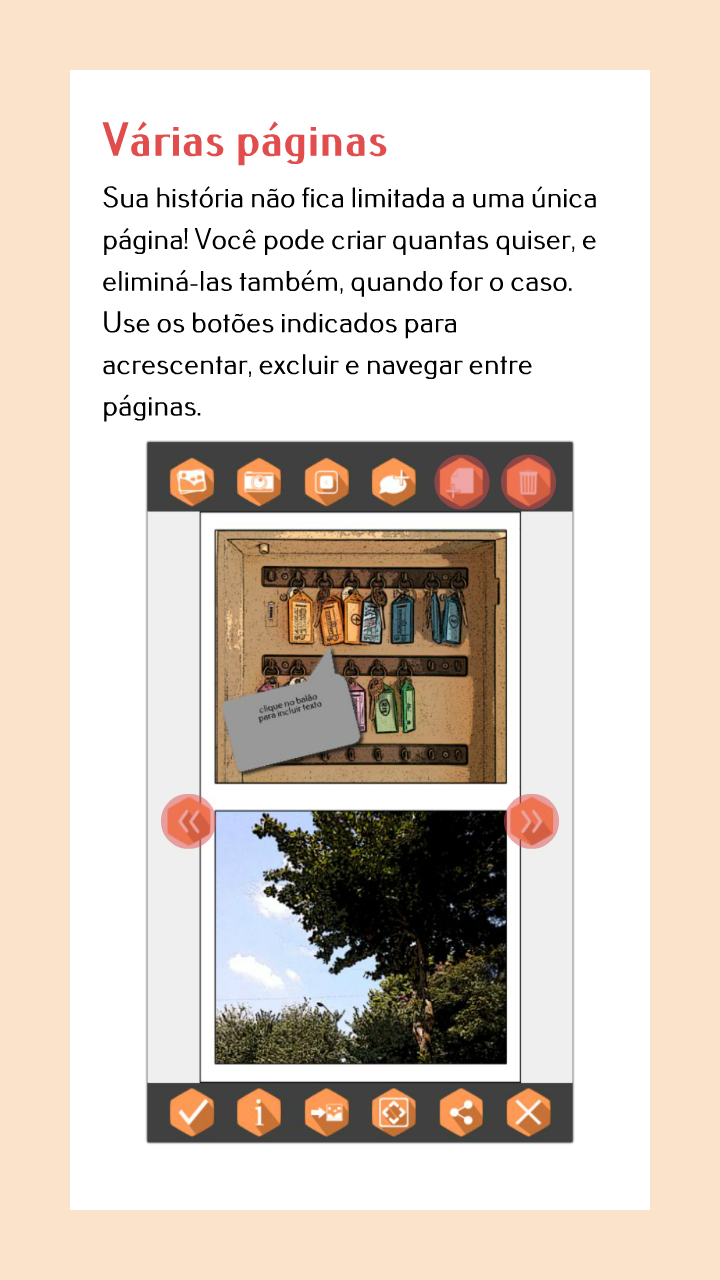 Várias páginas
Sua história não fica limitada a uma única
página! Você pode criar quantas quiser, e
eliminá-las também, quando for o caso.
Use os botões indicados para
acrescentar, excluir e navegar entre
páginas.
clique no balão
para incluir texto